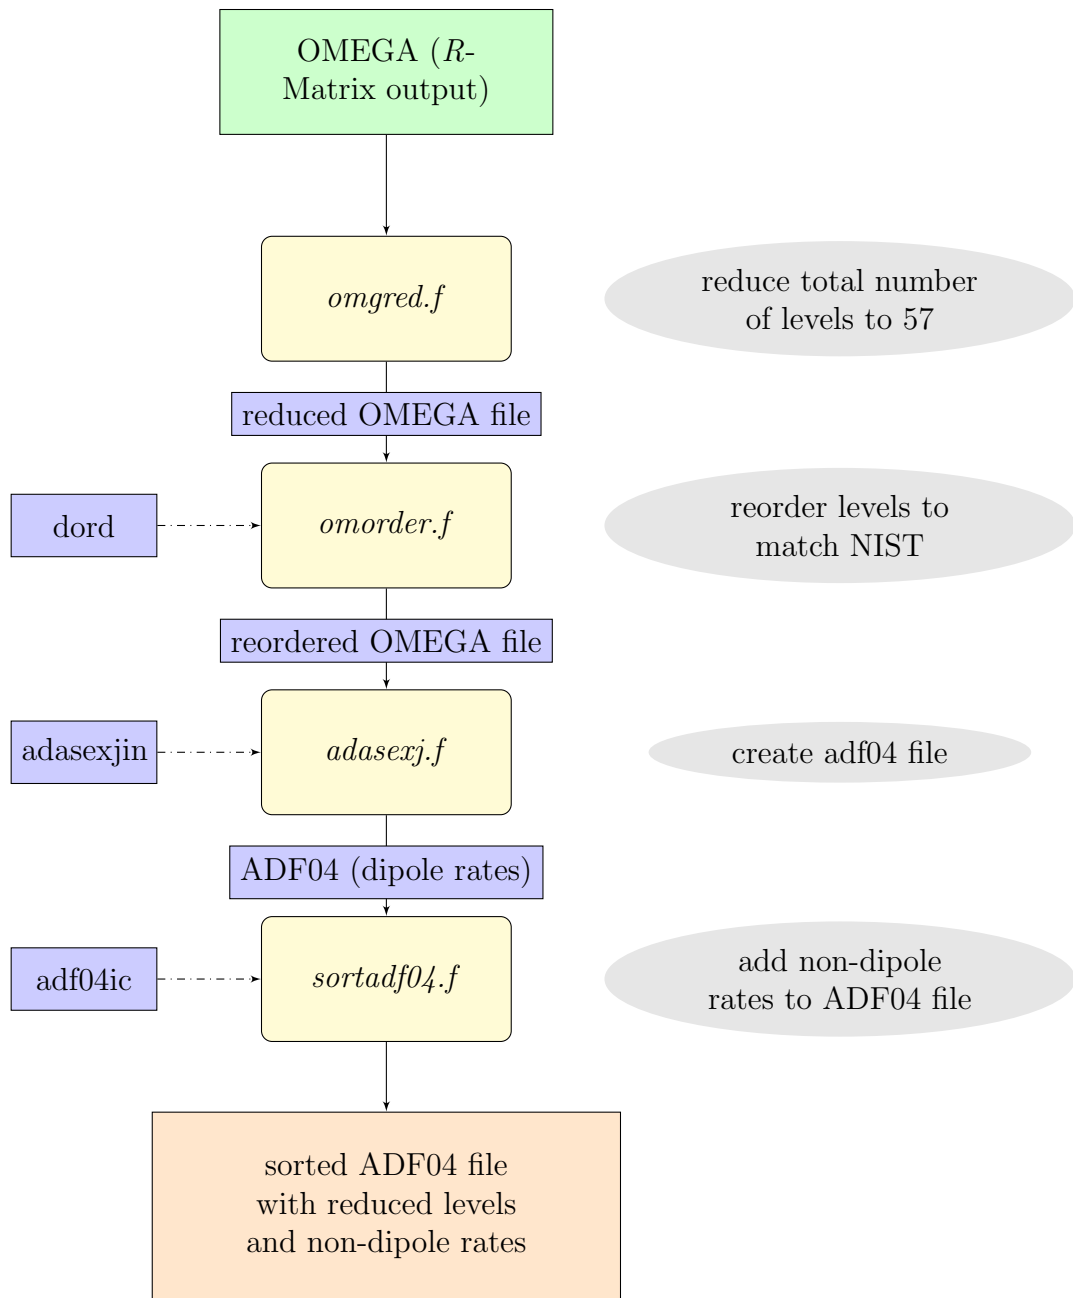 OMEGA (R-
Matrix output)
omgred.f
reduce total number
of levels to 57
reduced OMEGA file
dord
omorder.f
reorder levels to
match NIST
reordered OMEGA file
adasexjin
adasexj.f
create adf04 file
ADF04 (dipole rates)
adf04ic
sortadf04.f
add non-dipole
rates to ADF04 file
sorted ADF04 file
with reduced levels
and non-dipole rates